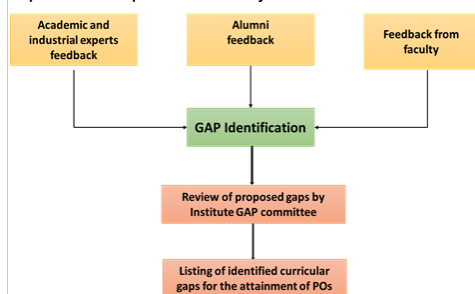 Academic and
industrial experts
feedback
Alumni
feedback
Feedback from
faculty
GAP Identification
Review of proposed gaps by
Institute GAP committee
Listing of identified curricular
gaps for the attainment of POs